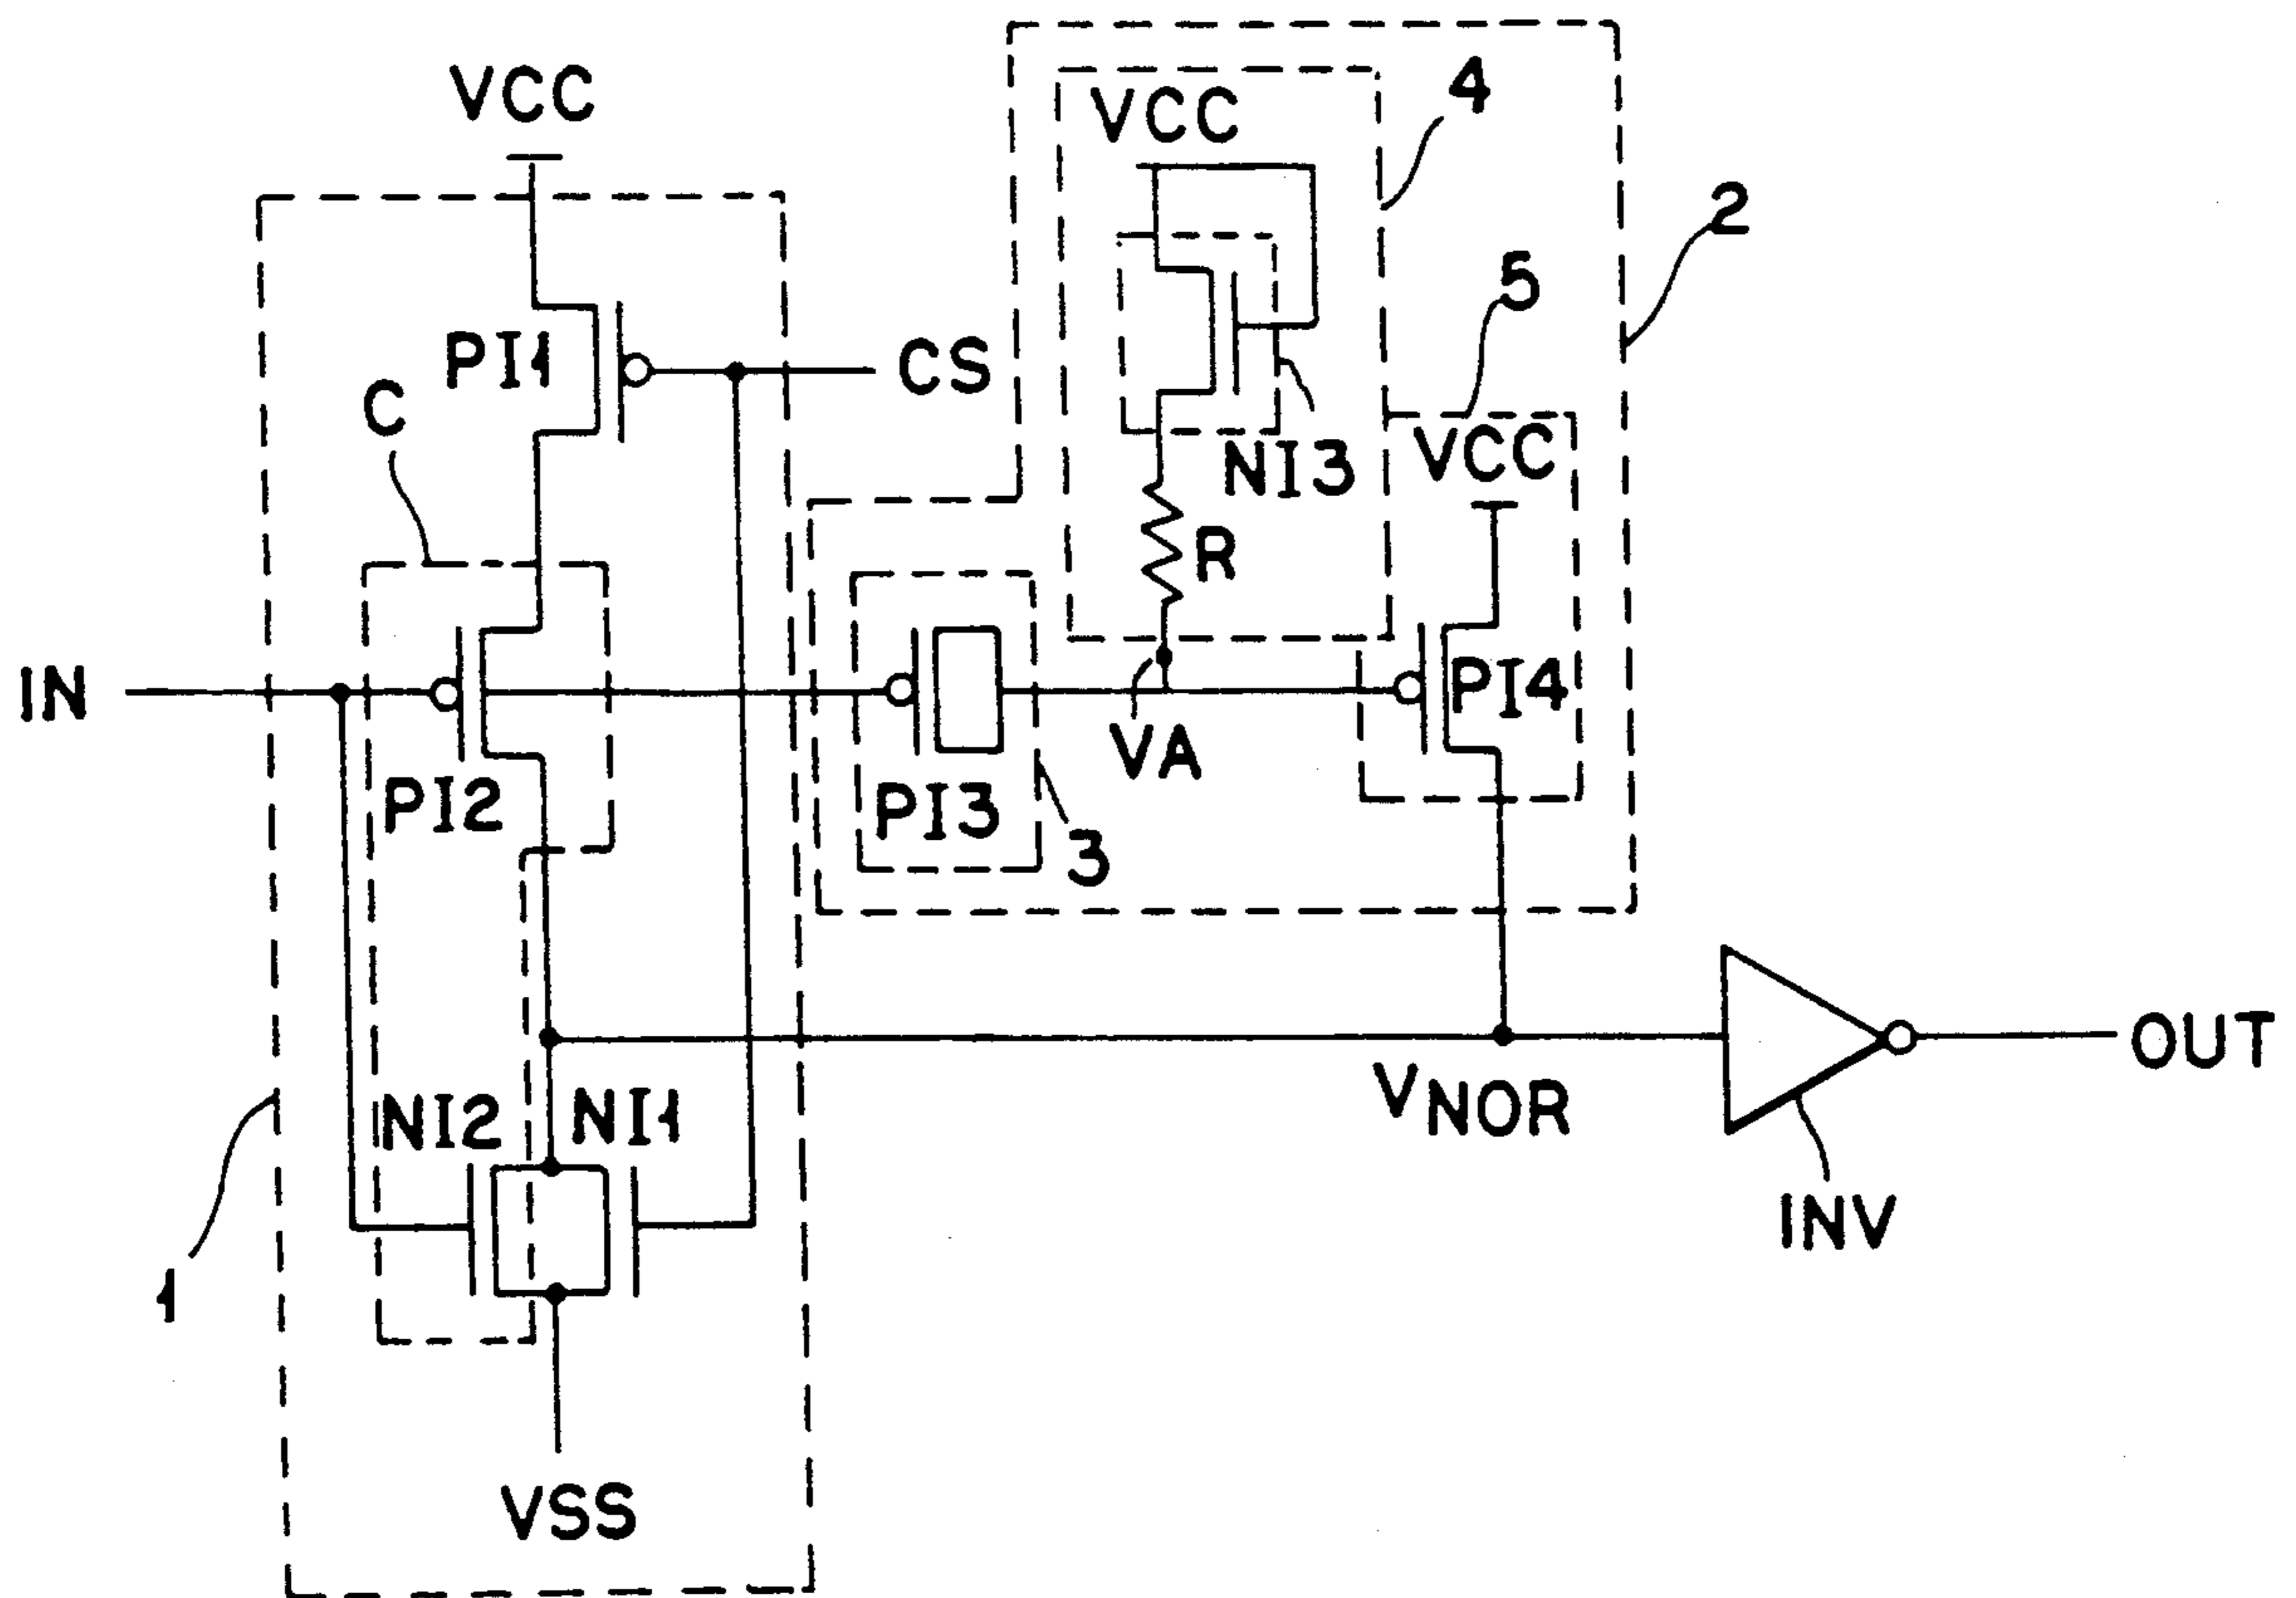 VCC
VCC
4
2
5
PI1
CS
C
NI3
VCC
R
IN
PI4
VA
PI2
PI3
3
OUT
VNOR
NI2
NI1
INV
1
VSS